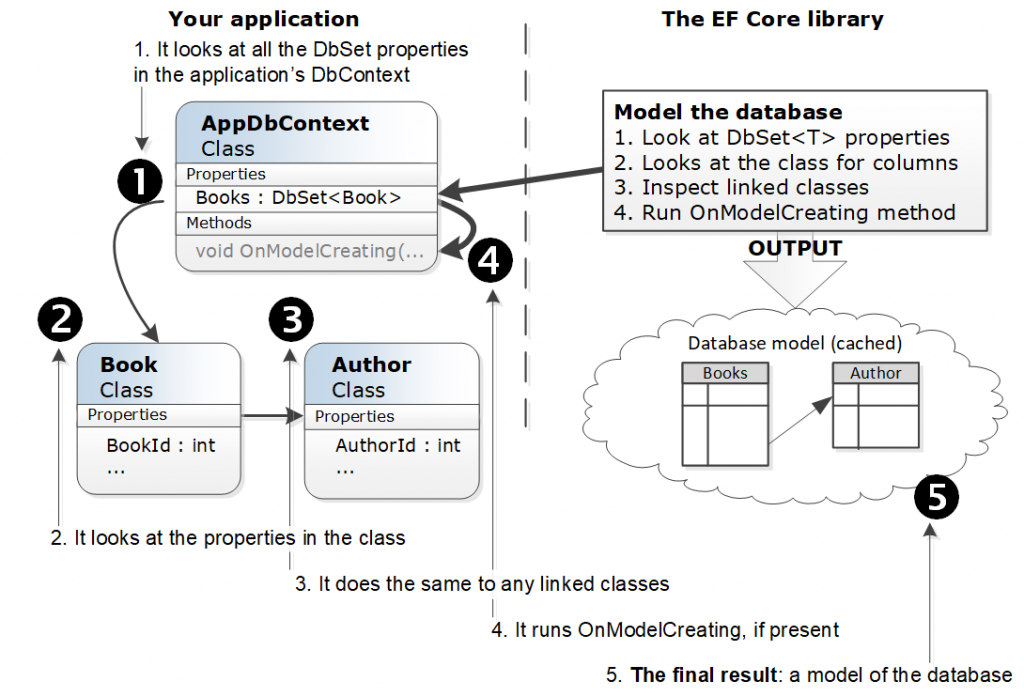 Your application
The EF Core library
1. It looks at all the DbSet properties
in the application’s DbContext
AppDbContext
Class
Properties
Books : DbSet<Book>
Methods
void OnModelCreating(...
1
4
Model the database
1. Look at DbSet<T> properties
2. Looks at the class for columns
3. Inspect linked classes
4. Run OnModelCreating method
OUTPUT
2
Book
Class
Properties
BookId : int
...
3
Author
Class
Properties
AuthorId : int
...
Database model (cached)
Books
Author
5
2. It looks at the properties in the class
3. It does the same to any linked classes
4. It runs OnModelCreating, if present
5. The final result: a model of the database